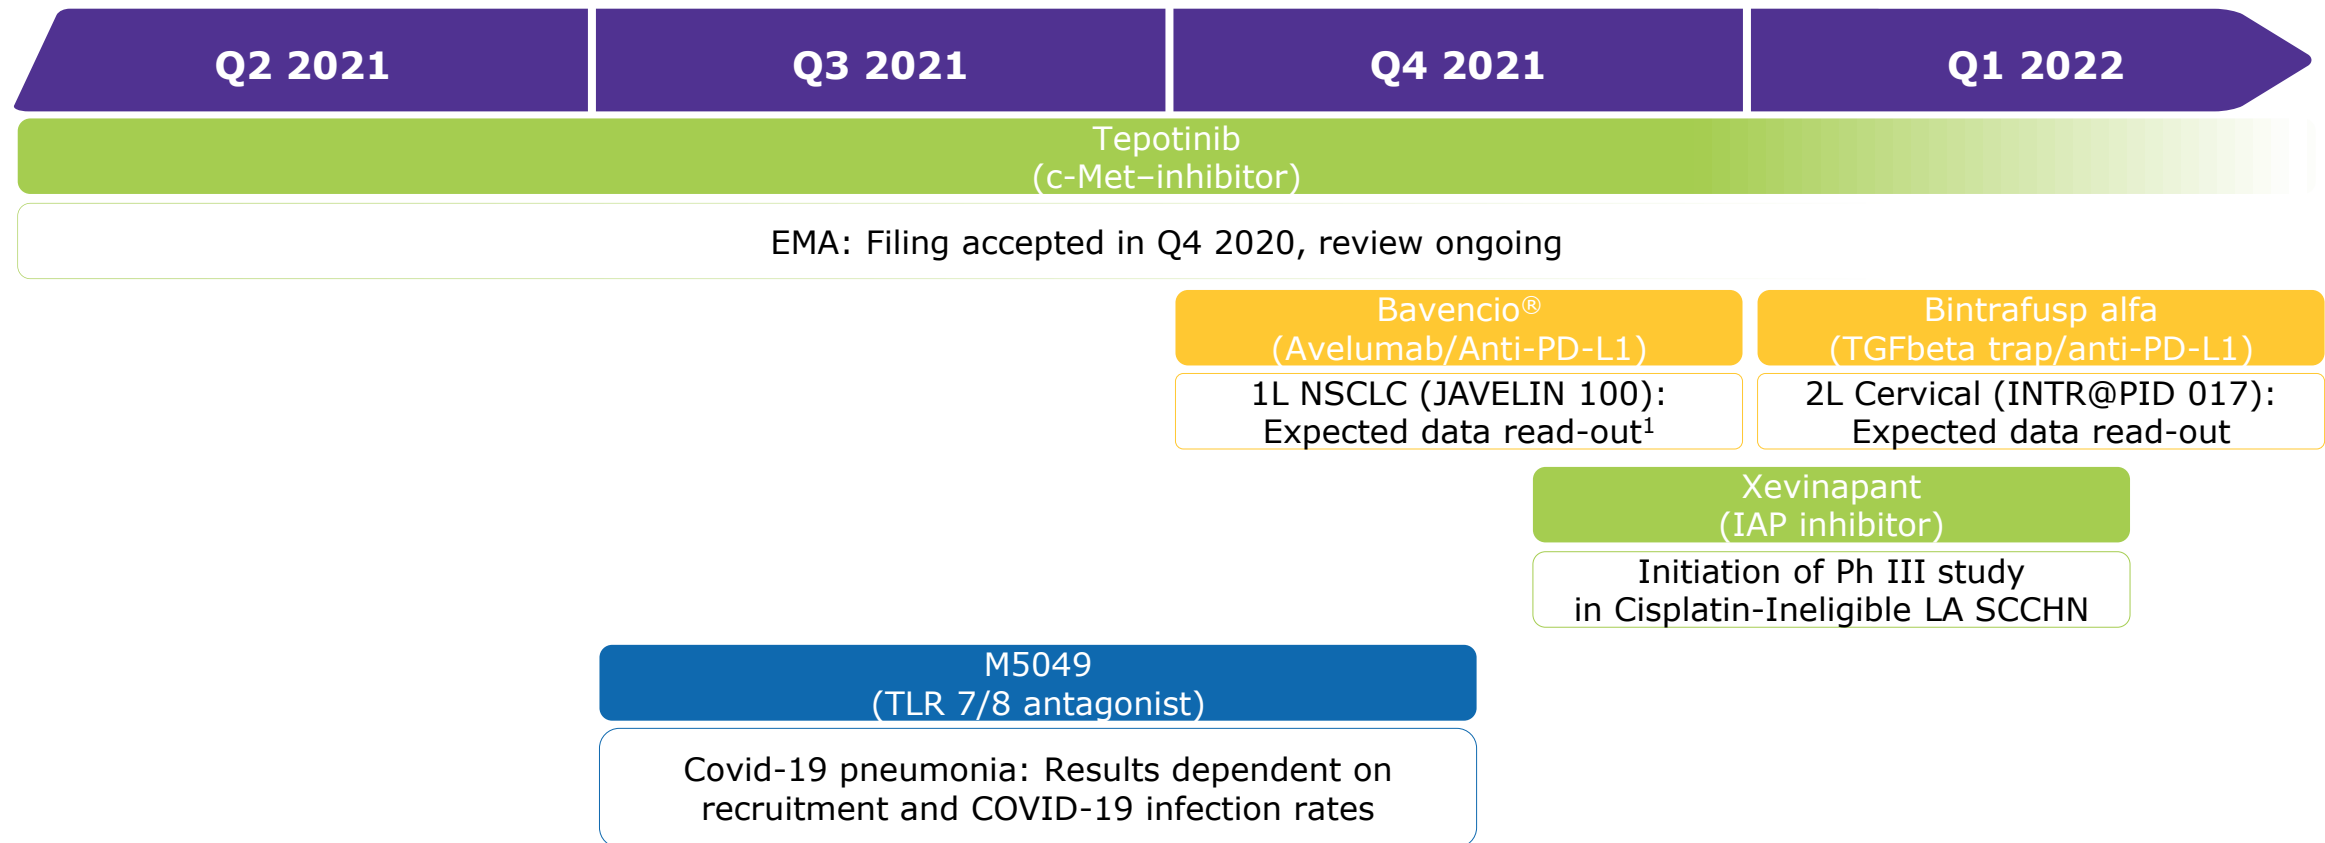 Q2 2021
Q3 2021
Q4 2021
Q1 2022
Tepotinib
(c-Met–inhibitor)
EMA: Filing accepted in Q4 2020, review ongoing
Bavencio®
(Avelumab/Anti-PD-L1)
1L NSCLC (JAVELIN 100):
Expected data read-out¹
Bintrafusp alfa
(TGFbeta trap/anti-PD-L1)
2L Cervical (INTR@PID 017):
Expected data read-out
Xevinapant
(IAP inhibitor)
Initiation of Ph III study
in Cisplatin-Ineligible LA SCCHN
M5049
(TLR 7/8 antagonist)
Covid-19 pneumonia: Results dependent on
recruitment and COVID-19 infection rates